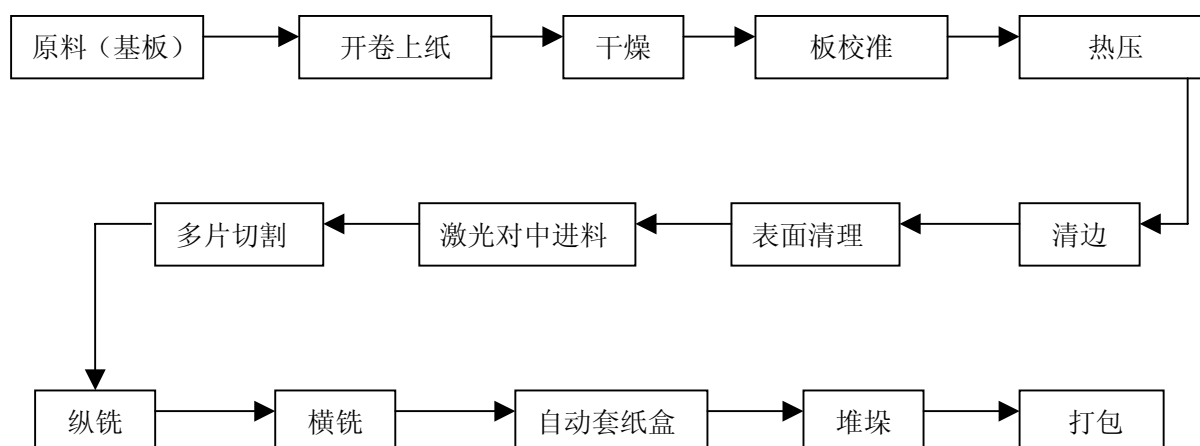 原料（基板）
开卷上纸
干燥
板校准
热压
清边
表面清理
激光对中进料
多片切割
纵铣
横铣
自动套纸盒
堆垛
打包